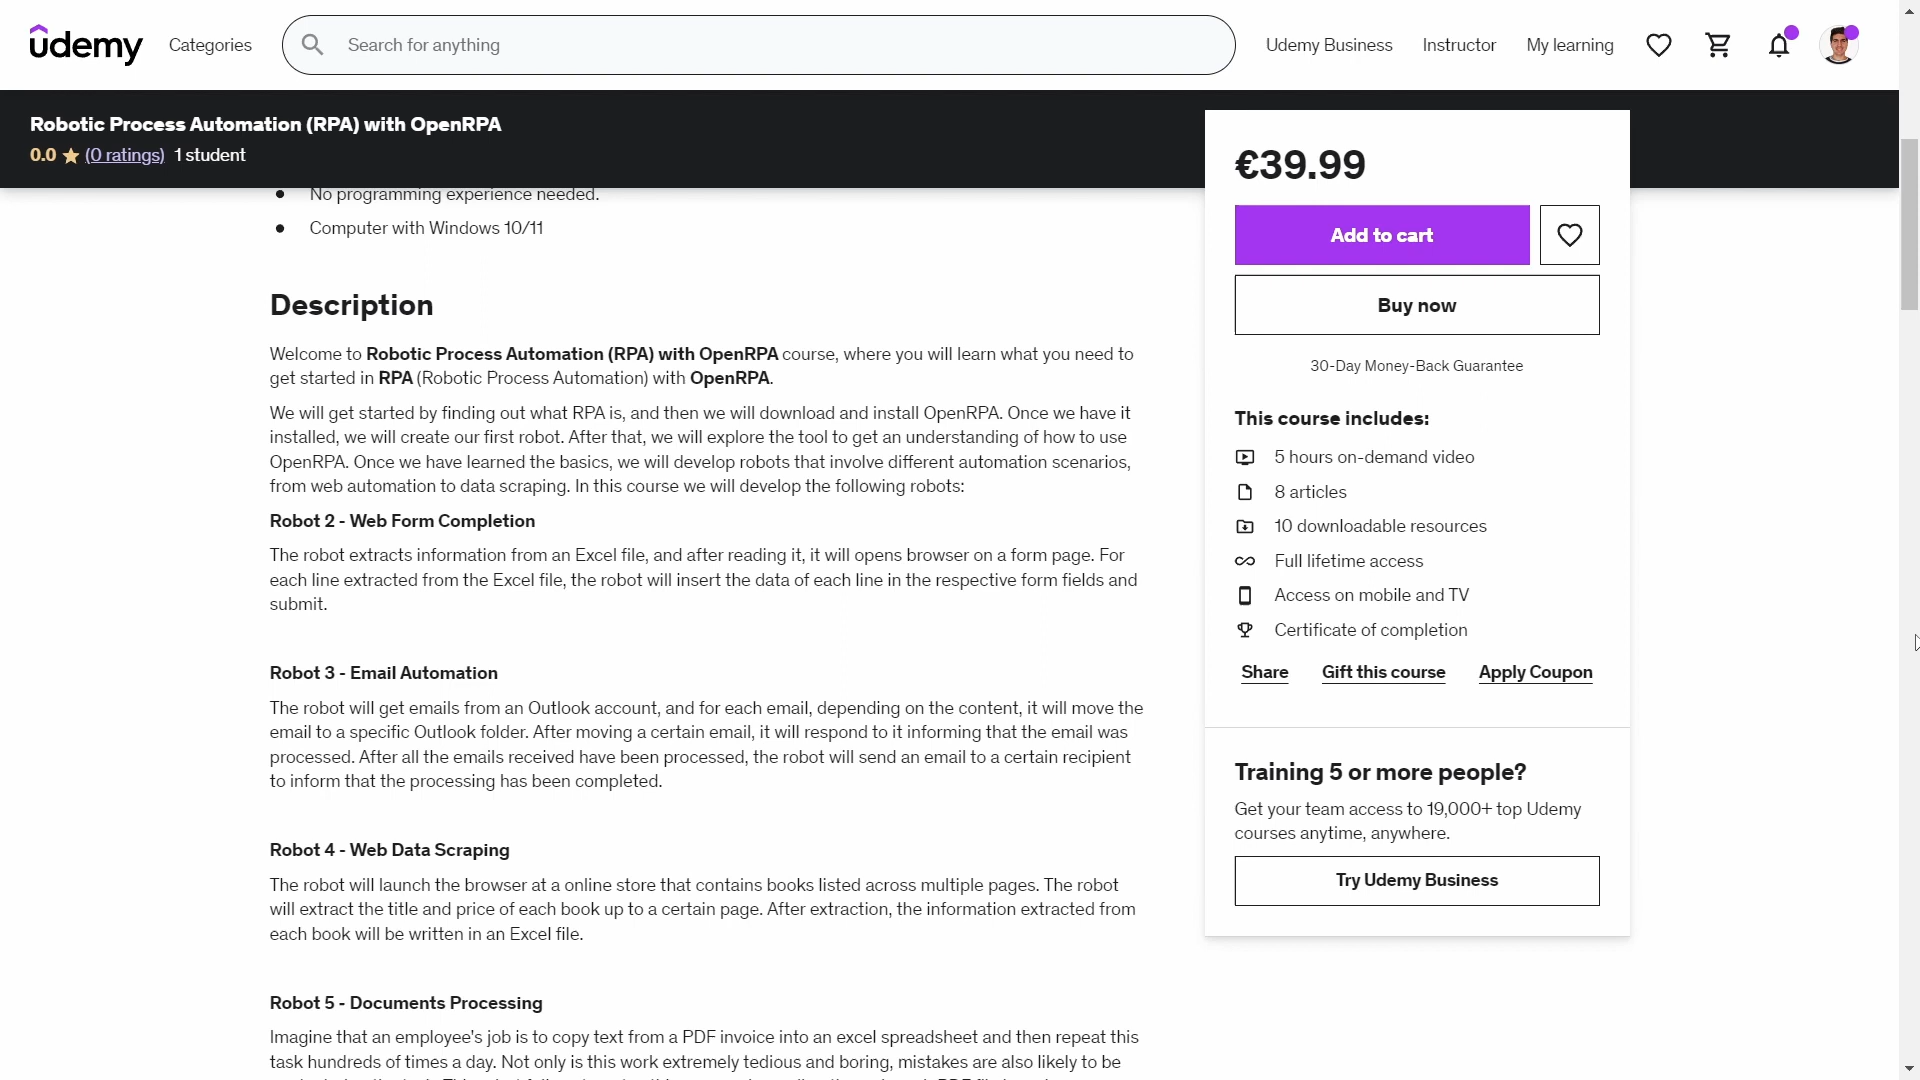 udemy
Categories
Search for anything
Udemy Business
Instructor
My learning
Robotic Process Automation (RPA) with OpenRPA
0.0 (0 ratings) 1 student
No programming experience needed.
Computer with Windows 10/11
Description
Welcome to Robotic Process Automation (RPA) with OpenRPA course, where you will learn what you need to
get started in RPA (Robotic Process Automation) with OpenRPA.
We will get started by finding out what RPA is, and then we will download and install OpenRPA. Once we have it
installed, we will create our first robot. After that, we will explore the tool to get an understanding of how to use
OpenRPA. Once we have learned the basics, we will develop robots that involve different automation scenarios,
from web automation to data scraping. In this course we will develop the following robots:
Robot 2 - Web Form Completion
The robot extracts information from an Excel file, and after reading it, it will opens browser on a form page. For
each line extracted from the Excel file, the robot will insert the data of each line in the respective form fields and
submit.
Robot 3 - Email Automation
The robot will get emails from an Outlook account, and for each email, depending on the content, it will move the
email to a specific Outlook folder. After moving a certain email, it will respond to it informing that the email was
processed. After all the emails received have been processed, the robot will send an email to a certain recipient
to inform that the processing has been completed.
Robot 4 - Web Data Scraping
The robot will launch the browser at a online store that contains books listed across multiple pages. The robot
will extract the title and price of each book up to a certain page. After extraction, the information extracted from
each book will be written in an Excel file.
Robot 5 - Documents Processing
Imagine that an employee's job is to copy text from a PDF invoice into an excel spreadsheet and then repeat this
task hundreds of times a day. Not only is this work extremely tedious and boring, mistakes are also likely to be
€39.99
Add to cart
Buy now
30-Day Money-Back Guarantee
This course includes:
5 hours on-demand video
8 articles
10 downloadable resources
Full lifetime access
Access on mobile and TV
Certificate of completion
Share
Gift this course
Apply Coupon
Training 5 or more people?
Get your team access to 19,000+ top Udemy
courses anytime, anywhere.
Try Udemy Business